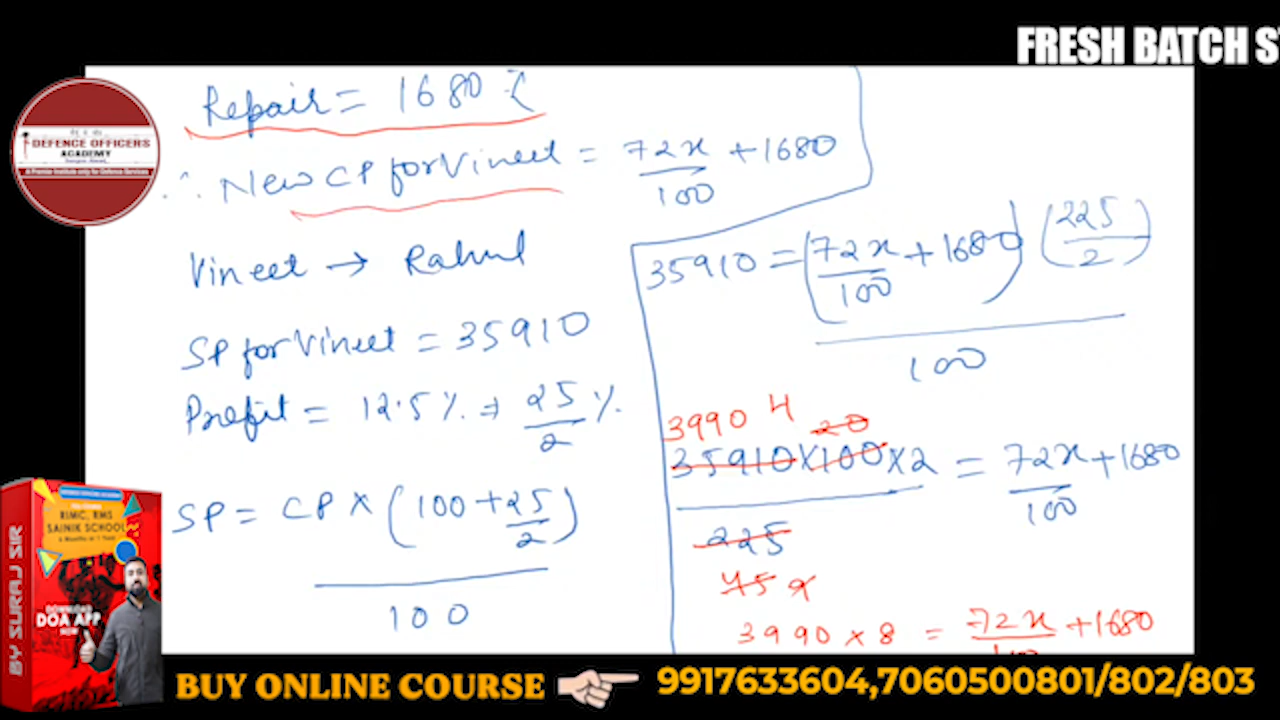 FRESH BATCH S
DEFENCE OFFICERS
ACADEMY
Repair = 1680 ₹
∴ New CP for Vineet = 72x/100 + 1680
Vineet → Rahul
SP for Vineet = 35910
Profit = 12.5 % → 25/2 %
SP = CP × (100 + 25/2)
100
35910 = (72x/100 + 1680) (225/2)
100
3990 4 20
35910 × 100 × 2 = 72x/100 + 1680
225
45 9
3990 × 8 = 72x/100 + 1680
RIMC, RMS
SAINIK SCHOOL
DOWNLOAD
DOA APP
NOW
BY SURAJ SIR
BUY ONLINE COURSE 9917633604,7060500801/802/803